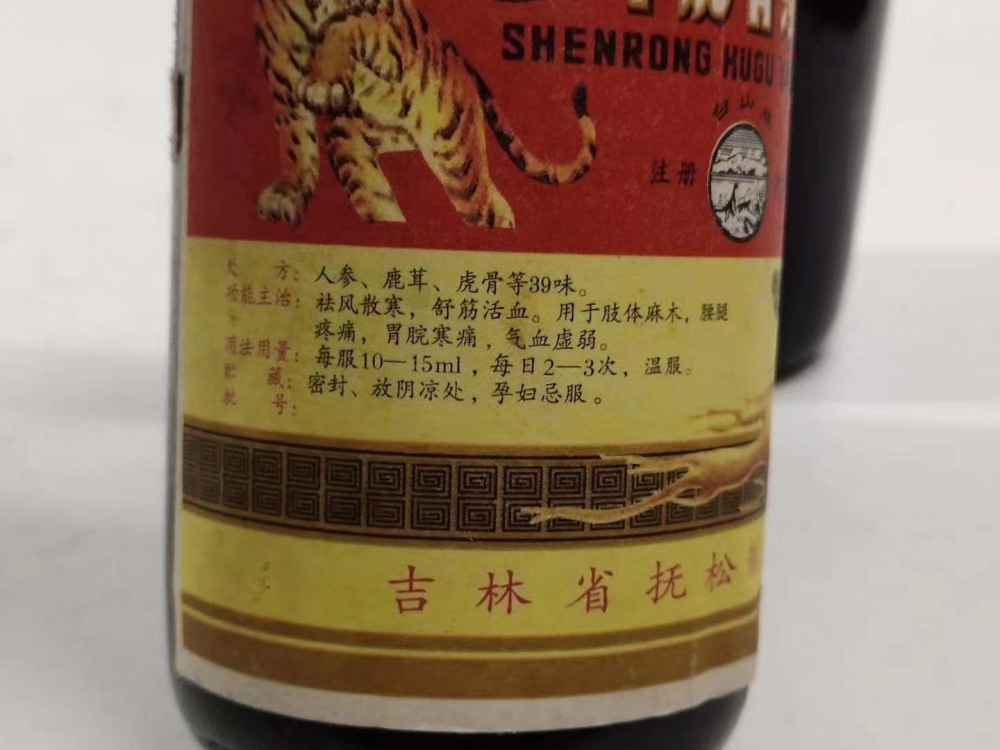 SHENRONG HUGU
白山
注册
处 方：人参、鹿茸、虎骨等39味。
功能主治：祛风散寒，舒筋活血。用于肢体麻木，腰腿
疼痛，胃脘寒痛，气血虚弱。
用法用量：每服10—15ml，每日2—3次，温服。
贮 藏：密封、放阴凉处，孕妇忌服。
批 号：
吉林省抚松